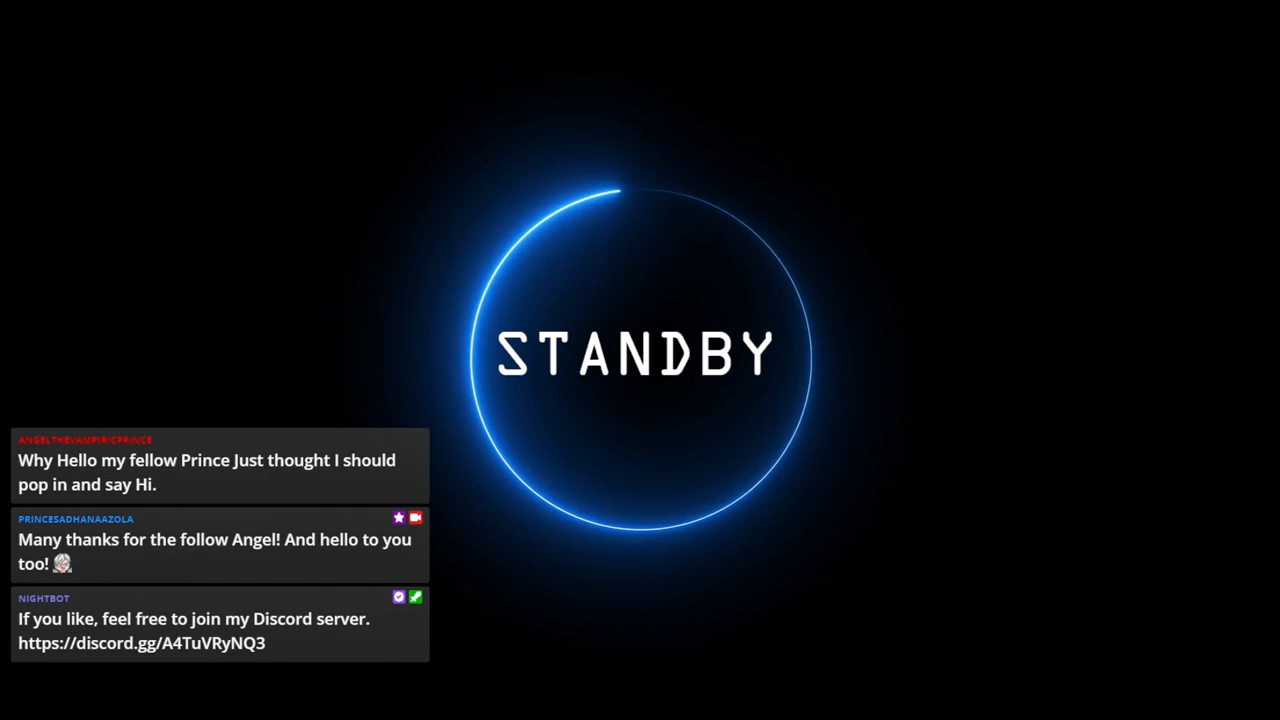 STANDBY
ANGELTHEVAMPIRICPRINCE
Why Hello my fellow Prince Just thought I should
pop in and say Hi.
PRINCESADHANAAZOLA
Many thanks for the follow Angel! And hello to you
too!
NIGHTBOT
If you like, feel free to join my Discord server.
https://discord.gg/A4TuVRyNQ3